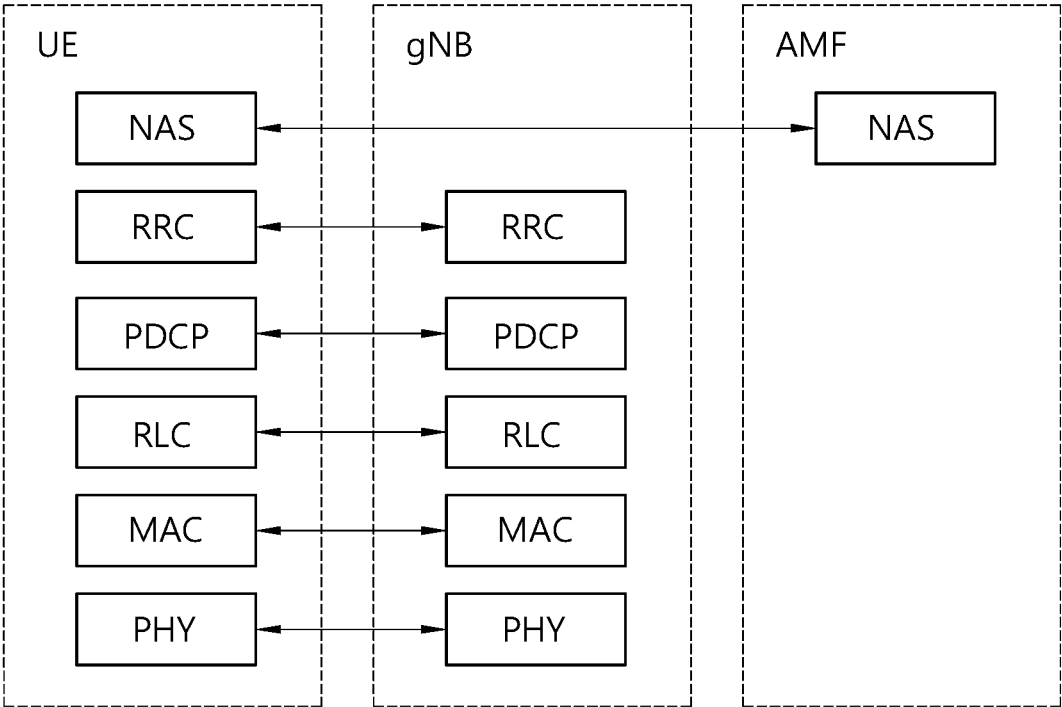 UE
gNB
AMF
NAS
NAS
RRC
RRC
PDCP
PDCP
RLC
RLC
MAC
MAC
PHY
PHY